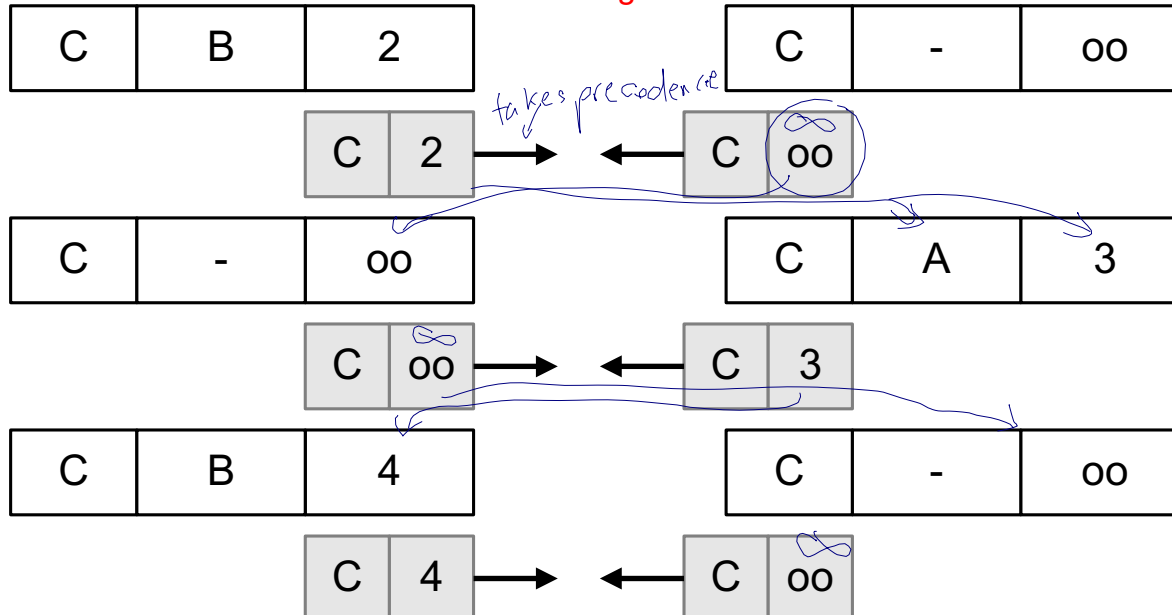 C B 2 C - oo
takes precedence
C 2 C oo ∞
C - oo C A 3
C oo ∞ C 3
C B 4 C - oo
C 4 C oo ∞